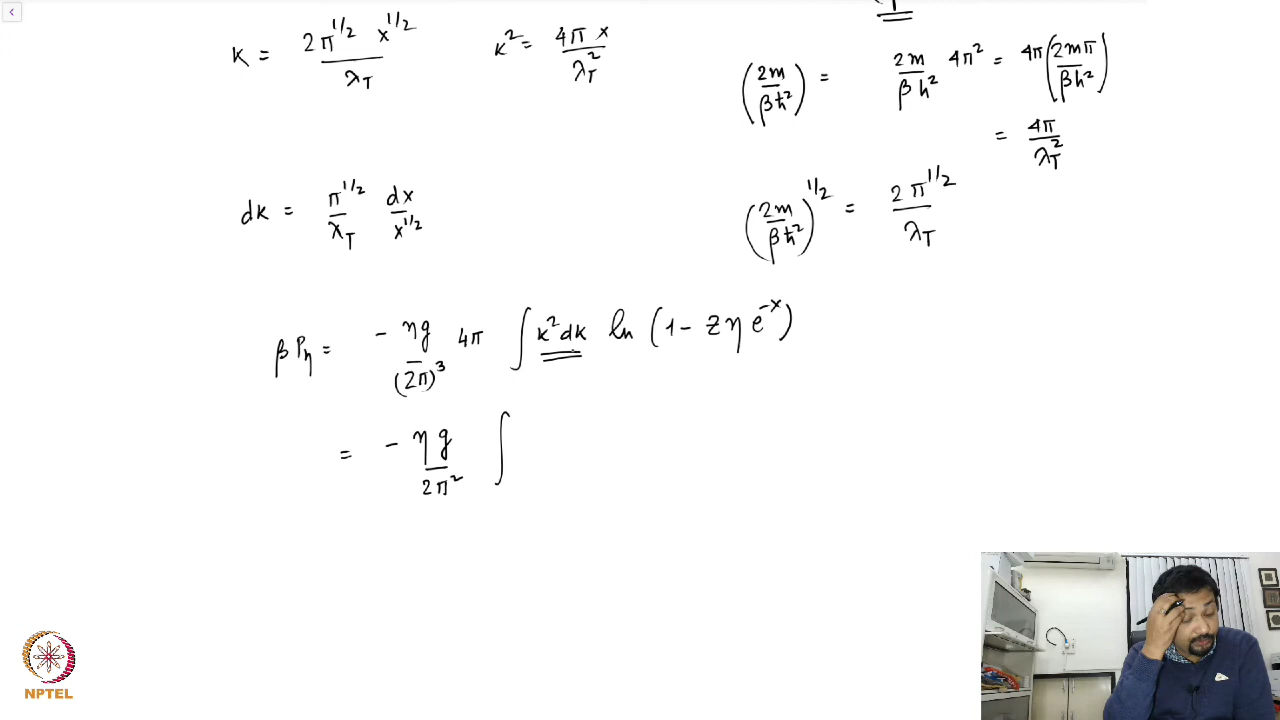 k = 2π^{1/2} x^{1/2} / λ_T    k² = 4π x / λ_T²
(2m / βħ²) = 2m / βh² 4π² = 4π (2mπ / βh²)
= 4π / λ_T²
dk = π^{1/2} / λ_T dx / x^{1/2}
(2m / βħ²)^{1/2} = 2π^{1/2} / λ_T
βP_η = - ηg / (2π)³ 4π ∫ k² dk ln (1 - zηe^{-x})
= - ηg / 2π² ∫
NPTEL